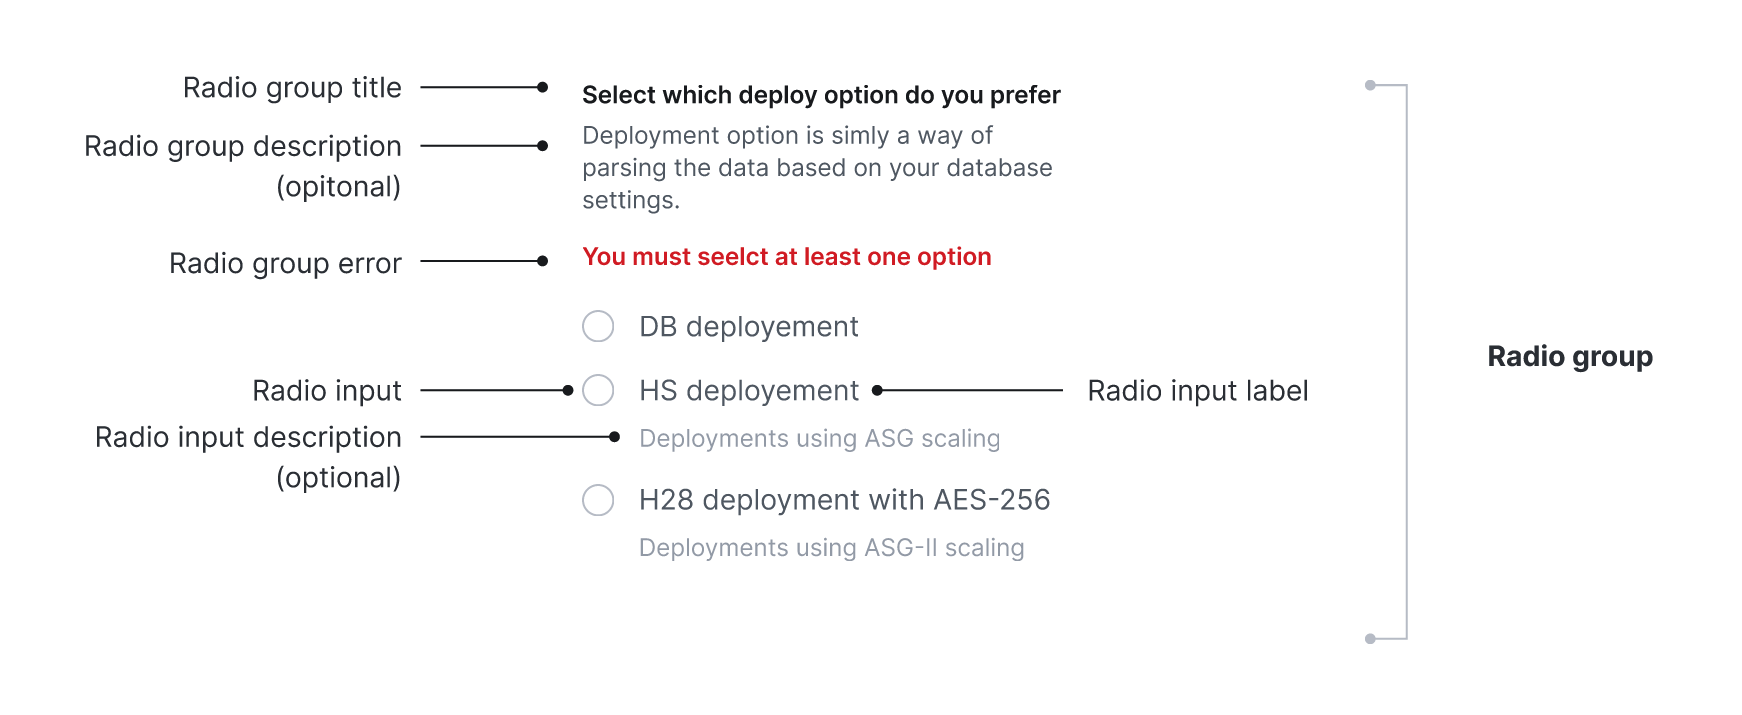 Radio group title
Select which deploy option do you prefer
Radio group description
(opitonal)
Deployment option is simly a way of
parsing the data based on your database
settings.
Radio group error
You must seelct at least one option
DB deployement
Radio input
HS deployement
Radio input label
Radio input description
(optional)
Deployments using ASG scaling
H28 deployment with AES-256
Deployments using ASG-II scaling
Radio group